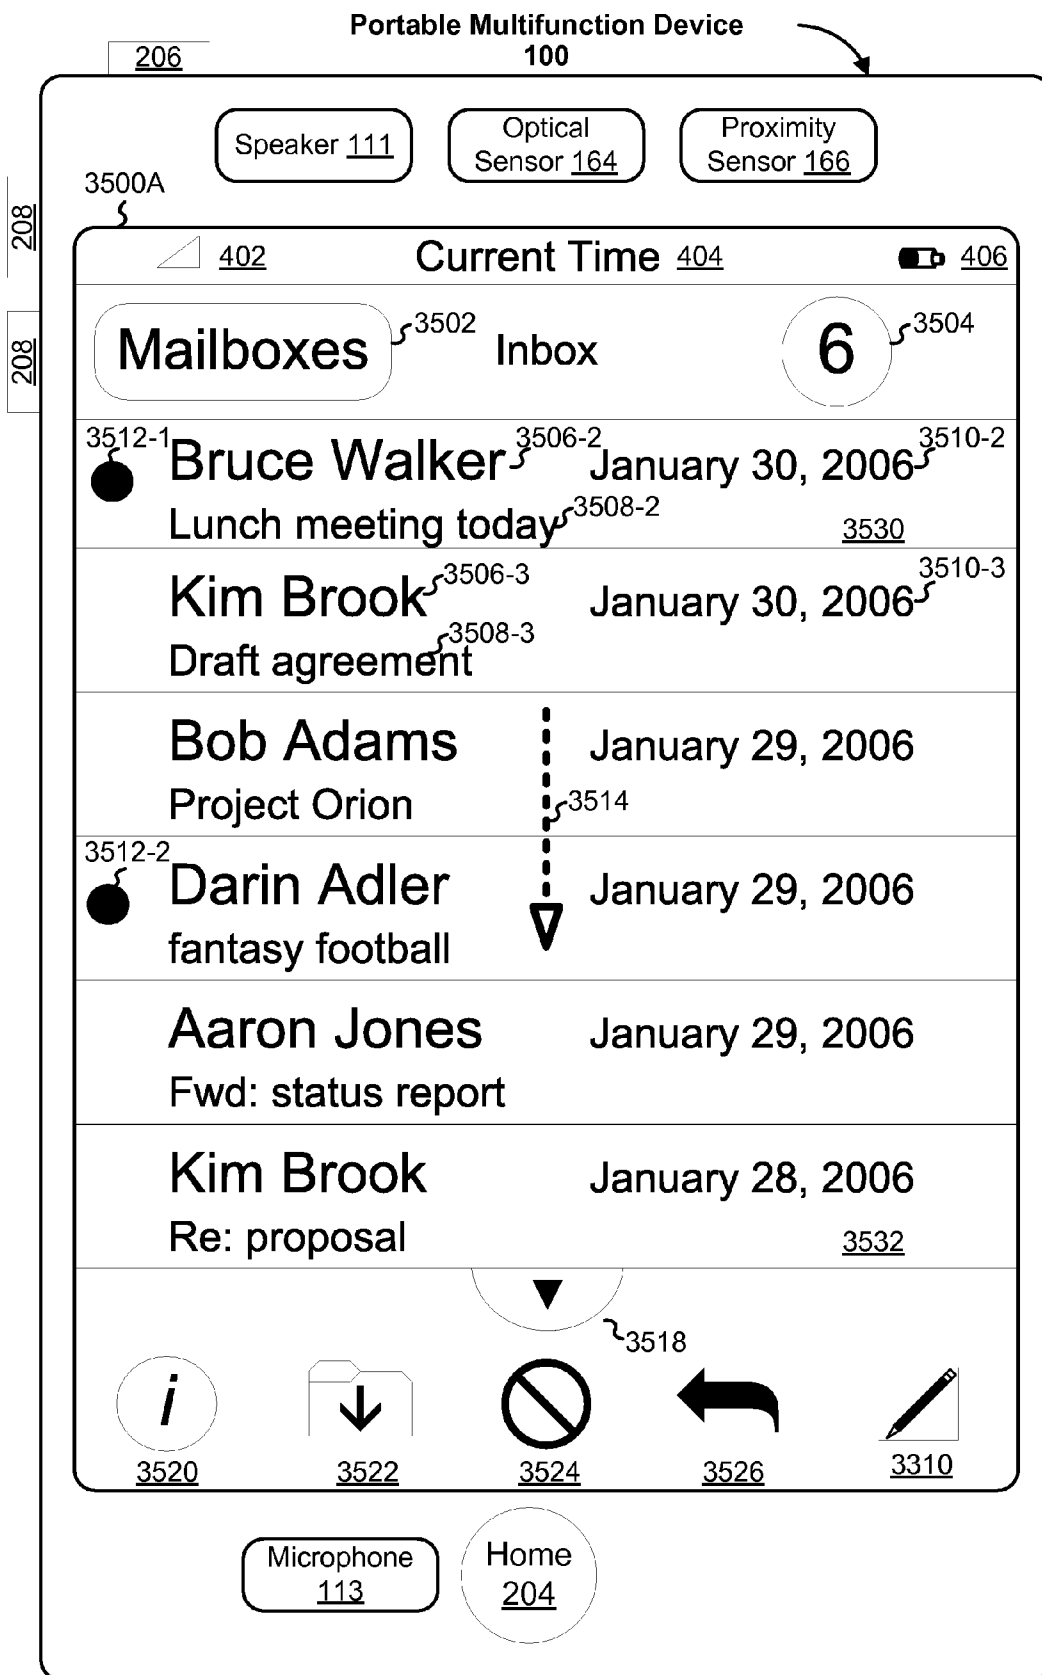 Portable Multifunction Device
100
206
Speaker 111
Optical
Sensor 164
Proximity
Sensor 166
3500A
208
402
Current Time 404
406
208
Mailboxes
3502
Inbox
6
3504
3512-1
Bruce Walker
3506-2
January 30, 2006
3510-2
Lunch meeting today
3508-2
3530
Kim Brook
3506-3
January 30, 2006
3510-3
Draft agreement
3508-3
Bob Adams
January 29, 2006
Project Orion
3514
3512-2
Darin Adler
January 29, 2006
fantasy football
Aaron Jones
January 29, 2006
Fwd: status report
Kim Brook
January 28, 2006
Re: proposal
3532
3518
i
3520
3522
3524
3526
3310
Microphone
113
Home
204